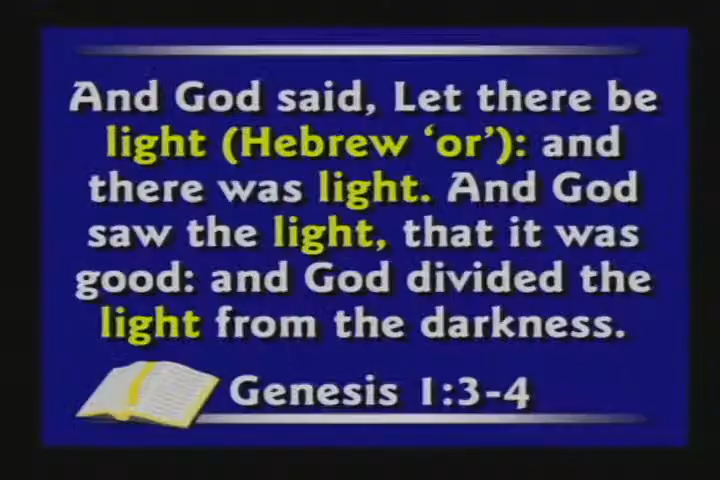 And God said, Let there be
light (Hebrew ‘or’): and
there was light. And God
saw the light, that it was
good: and God divided the
light from the darkness.
Genesis 1:3-4